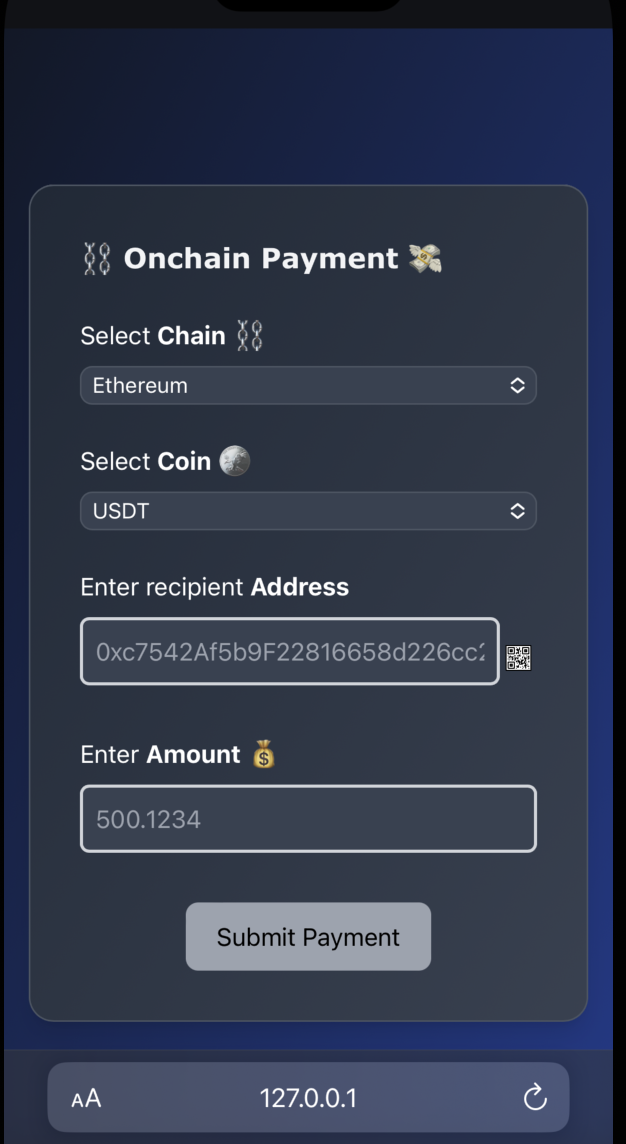 ⛓️ Onchain Payment 💸
Select Chain ⛓️
Ethereum
Select Coin 🌕
USDT
Enter recipient Address
0xc7542Af5b9F22816658d226cc2
Enter Amount 💰
500.1234
Submit Payment
AA 127.0.0.1